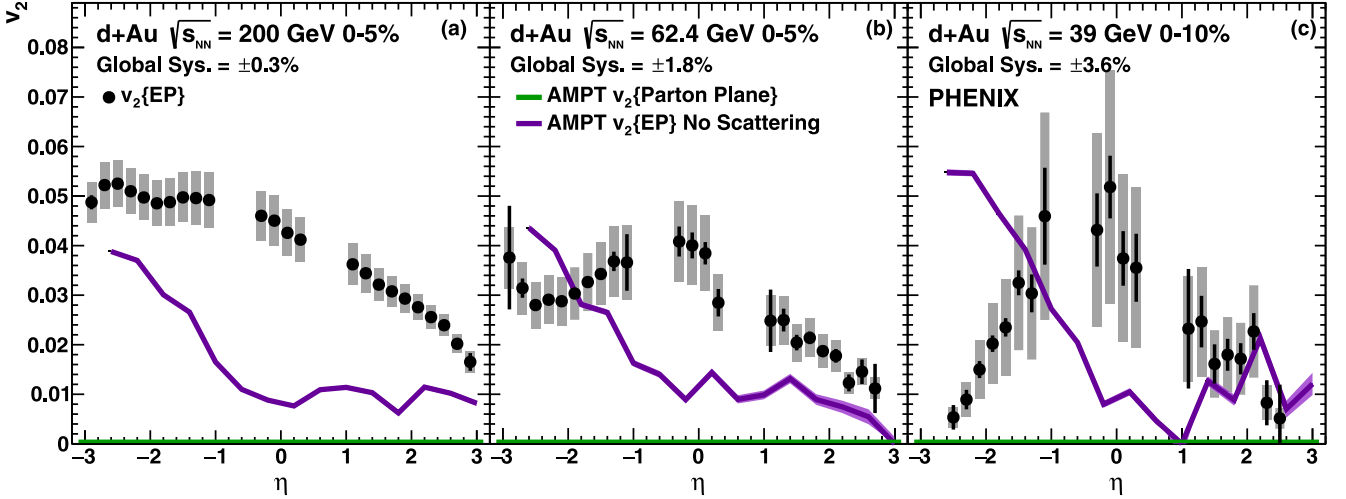 v₂
0.08
0.07
0.06
0.05
0.04
0.03
0.02
0.01
0
d+Au √s_NN = 200 GeV 0-5% (a)
Global Sys. = ±0.3%
v₂{EP}
−3 −2 −1 0 1 2 3
η
d+Au √s_NN = 62.4 GeV 0-5% (b)
Global Sys. = ±1.8%
AMPT v₂{Parton Plane}
AMPT v₂{EP} No Scattering
−3 −2 −1 0 1 2 3
η
d+Au √s_NN = 39 GeV 0-10% (c)
Global Sys. = ±3.6%
PHENIX
−3 −2 −1 0 1 2 3
η